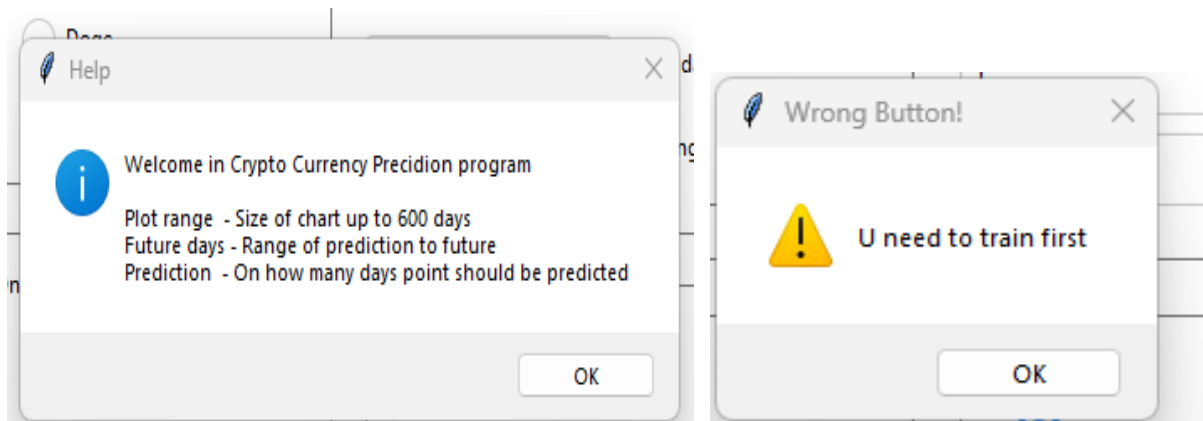 Help
Welcome in Crypto Currency Precidion program
Plot range - Size of chart up to 600 days
Future days - Range of prediction to future
Prediction - On how many days point should be predicted
OK
Wrong Button!
U need to train first
OK